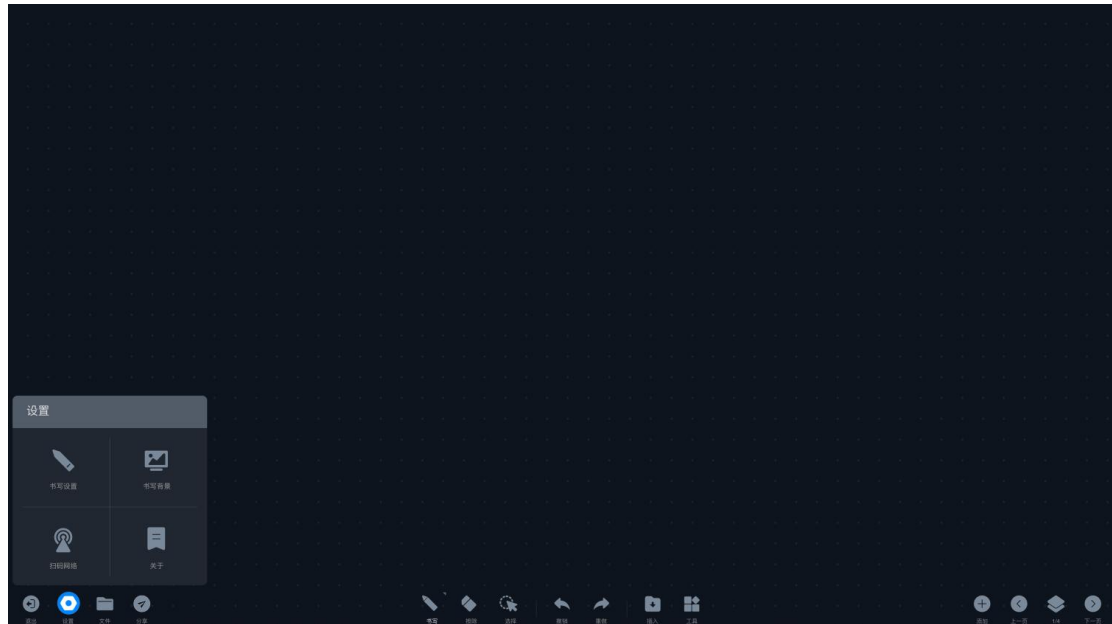 设置
书写设置
书写背景
扫码网络
关于
退出
设置
文件
分享
书写
擦除
选择
撤销
重做
插入
工具
添加
上一页
1/4
下一页